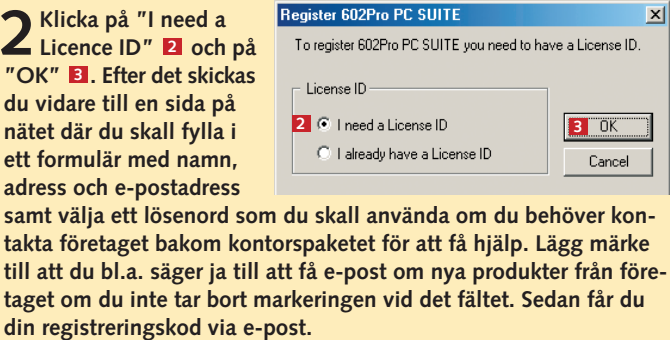 2 Klicka på ”I need a
Licence ID” 2 och på
”OK” 3. Efter det skickas
du vidare till en sida på
nätet där du skall fylla i
ett formulär med namn,
adress och e-postadress
samt välja ett lösenord som du skall använda om du behöver kon-
takta företaget bakom kontorspaketet för att få hjälp. Lägg märke
till att du bl.a. säger ja till att få e-post om nya produkter från före-
taget om du inte tar bort markeringen vid det fältet. Sedan får du
din registreringskod via e-post.
Register 602Pro PC SUITE
To register 602Pro PC SUITE you need to have a License ID.
License ID
2 I need a License ID
I already have a License ID
3 OK
Cancel